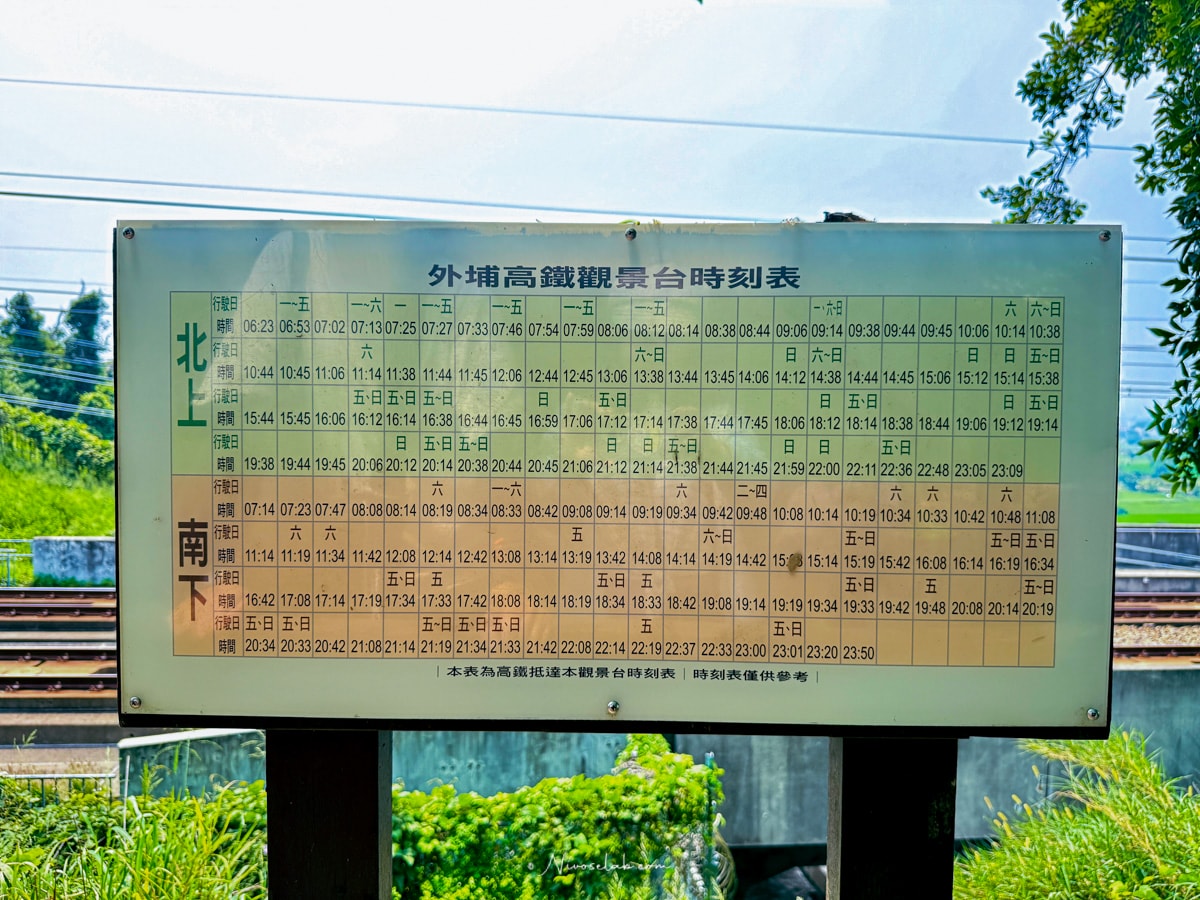 外埔高鐵觀景台時刻表
北上
行駛日 一~五 一~六 一 一~五 一~五 一~五 一~五 一、六、日 六 六~日
時間 06:23 06:53 07:02 07:13 07:25 07:27 07:33 07:46 07:54 07:59 08:06 08:12 08:14 08:38 08:44 09:06 09:14 09:38 09:44 09:45 10:06 10:14 10:38
行駛日 六 六~日 日 六~日 日 日 五~日
時間 10:44 10:45 11:06 11:14 11:38 11:44 11:45 12:06 12:44 12:45 13:06 13:38 13:44 13:45 14:06 14:12 14:38 14:44 14:45 15:06 15:12 15:14 15:38
行駛日 五、日 五、日 五、日 日 五、日 日 五、日 日 五、日
時間 15:44 15:45 16:06 16:12 16:14 16:38 16:44 16:45 16:59 17:06 17:12 17:14 17:38 17:44 17:45 18:06 18:12 18:14 18:38 18:44 19:06 19:12 19:14
行駛日 日 五、日 五~日 日 日 五~日 日 日 五、日
時間 19:38 19:44 19:45 20:06 20:12 20:14 20:38 20:44 20:45 21:06 21:12 21:14 21:38 21:44 21:45 21:59 22:00 22:11 22:36 22:48 23:05 23:09
南下
行駛日 六 一~六 六 二~四 六 六 六
時間 07:14 07:23 07:47 08:08 08:14 08:19 08:34 08:33 08:42 09:08 09:14 09:19 09:34 09:42 09:48 10:08 10:14 10:19 10:34 10:33 10:42 10:48 11:08
行駛日 六 六 五 六~日 五~日 五~日 五、日
時間 11:14 11:19 11:34 11:42 12:08 12:14 12:42 13:08 13:14 13:19 13:42 14:08 14:14 14:19 14:42 15:14 15:19 15:42 16:08 16:14 16:19 16:34
行駛日 五、日 五 五、日 五 五、日 五 五~日
時間 16:42 17:08 17:14 17:19 17:34 17:33 17:42 18:08 18:14 18:19 18:34 18:33 18:42 19:08 19:14 19:19 19:34 19:33 19:42 19:48 20:08 20:14 20:19
行駛日 五、日 五、日 五~日 五、日 五、日 五 五、日
時間 20:34 20:33 20:42 21:08 21:14 21:19 21:34 21:33 21:42 22:08 22:14 22:19 22:37 22:33 23:00 23:01 23:20 23:50
｜本表為高鐵抵達本觀景台時刻表｜時刻表僅供參考｜
© Nivoselab.com